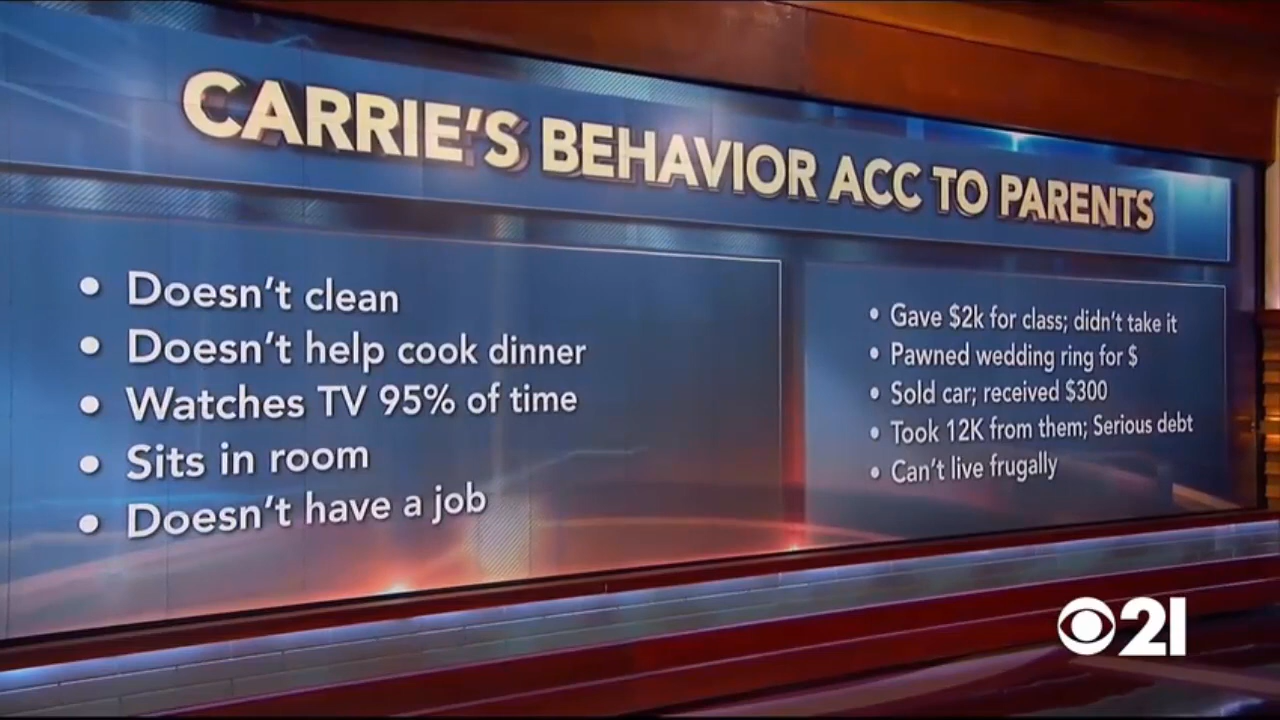 CARRIE'S BEHAVIOR ACC TO PARENTS
• Doesn't clean
• Doesn't help cook dinner
• Watches TV 95% of time
• Sits in room
• Doesn't have a job
• Gave $2k for class; didn't take it
• Pawned wedding ring for $
• Sold car; received $300
• Took 12K from them; Serious debt
• Can't live frugally
21